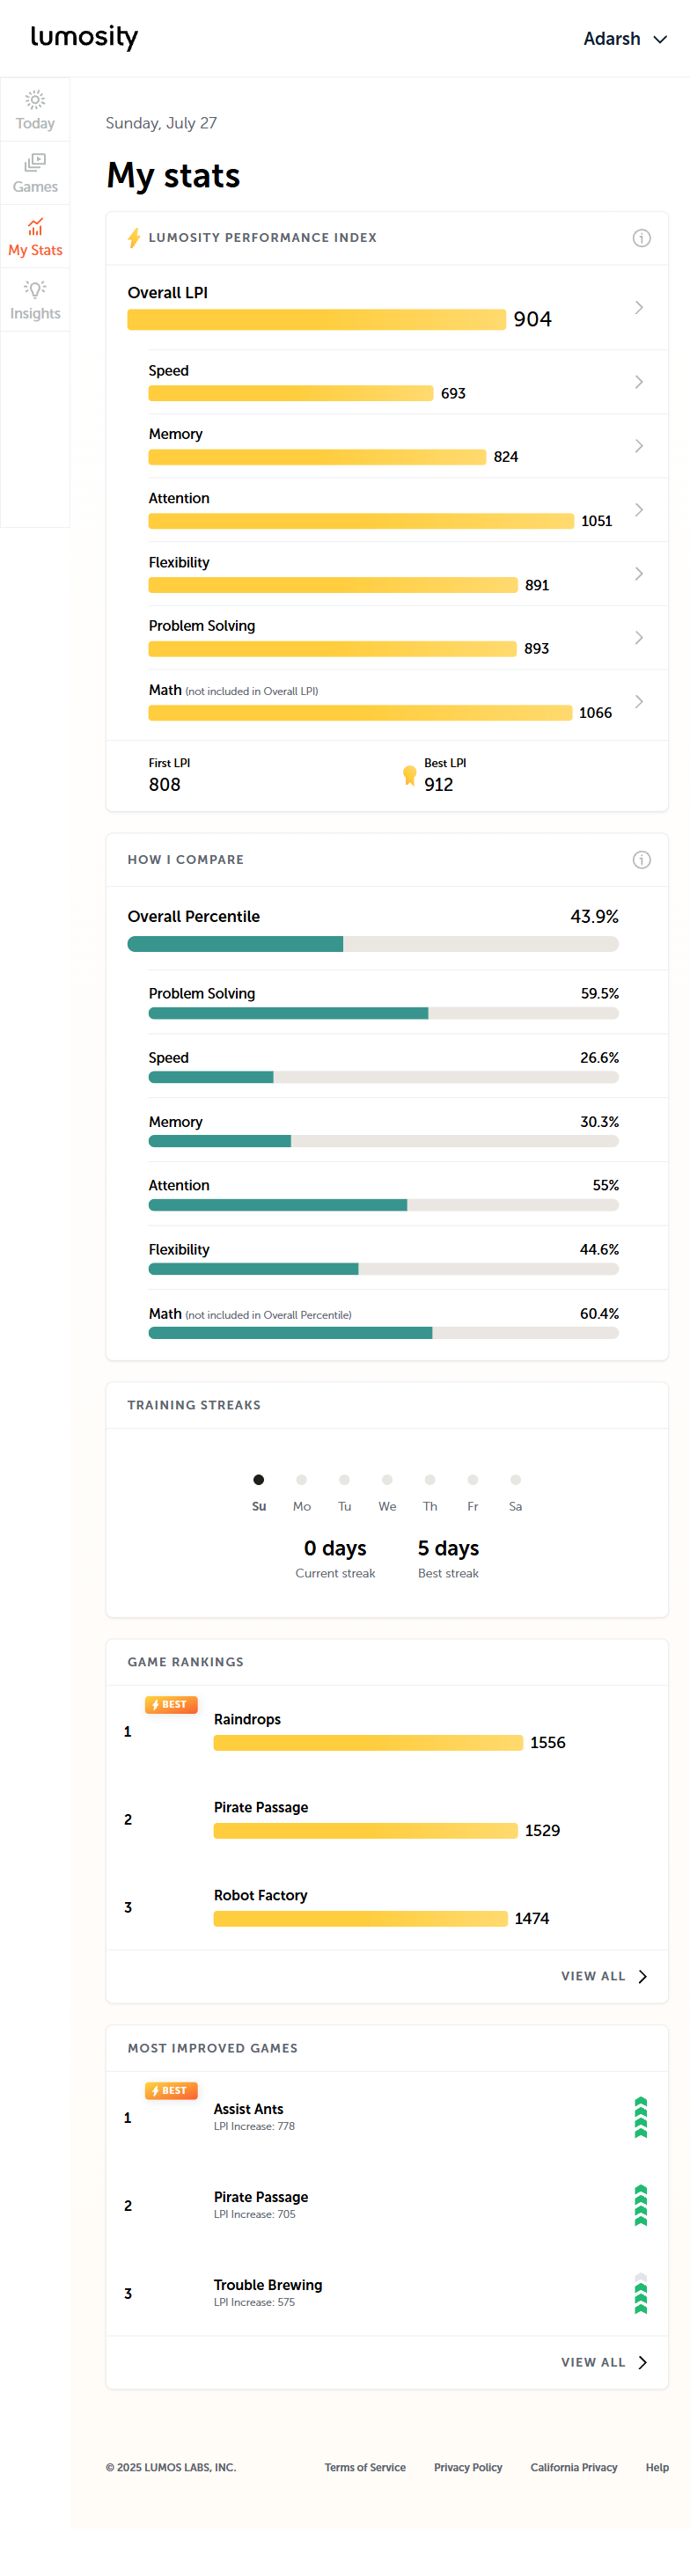 lumosity
Adarsh
Today
Games
My Stats
Insights
Sunday, July 27
My stats
LUMOSITY PERFORMANCE INDEX
Overall LPI
904
Speed
693
Memory
824
Attention
1051
Flexibility
891
Problem Solving
893
Math (not included in Overall LPI)
1066
First LPI
808
Best LPI
912
HOW I COMPARE
Overall Percentile 43.9%
Problem Solving 59.5%
Speed 26.6%
Memory 30.3%
Attention 55%
Flexibility 44.6%
Math (not included in Overall Percentile) 60.4%
TRAINING STREAKS
Su Mo Tu We Th Fr Sa
0 days 5 days
Current streak Best streak
GAME RANKINGS
BEST
1
Raindrops
1556
2
Pirate Passage
1529
3
Robot Factory
1474
VIEW ALL
MOST IMPROVED GAMES
BEST
1
Assist Ants
LPI Increase: 778
2
Pirate Passage
LPI Increase: 705
3
Trouble Brewing
LPI Increase: 575
VIEW ALL
© 2025 LUMOS LABS, INC. Terms of Service Privacy Policy California Privacy Help